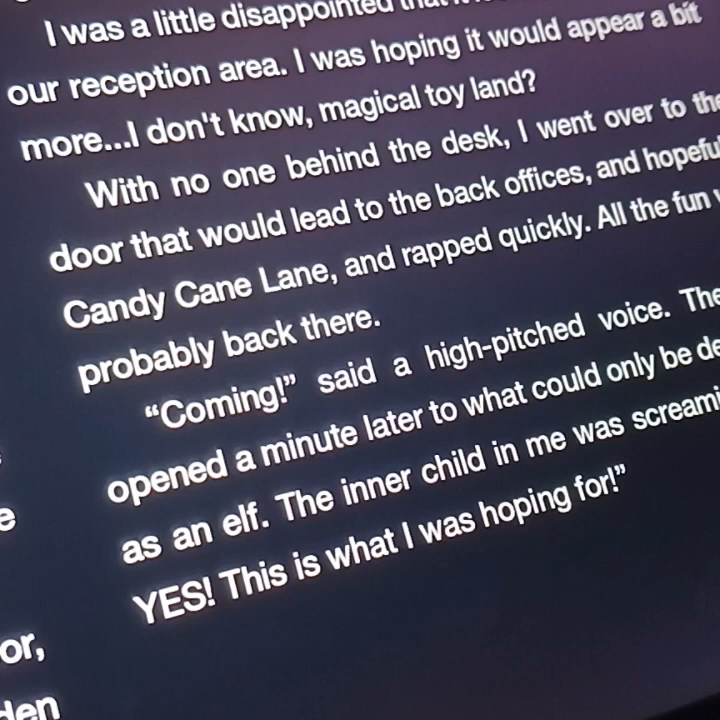 I was a little disappointed that
our reception area. I was hoping it would appear a bit
more...I don't know, magical toy land?
With no one behind the desk, I went over to the
door that would lead to the back offices, and
Candy Cane Lane, and rapped quickly. All the fun
probably back there.
“Coming!” said a high-pitched voice. The
opened a minute later to what could only be
as an elf. The inner child in me was
YES! This is what I was hoping for!”
or,